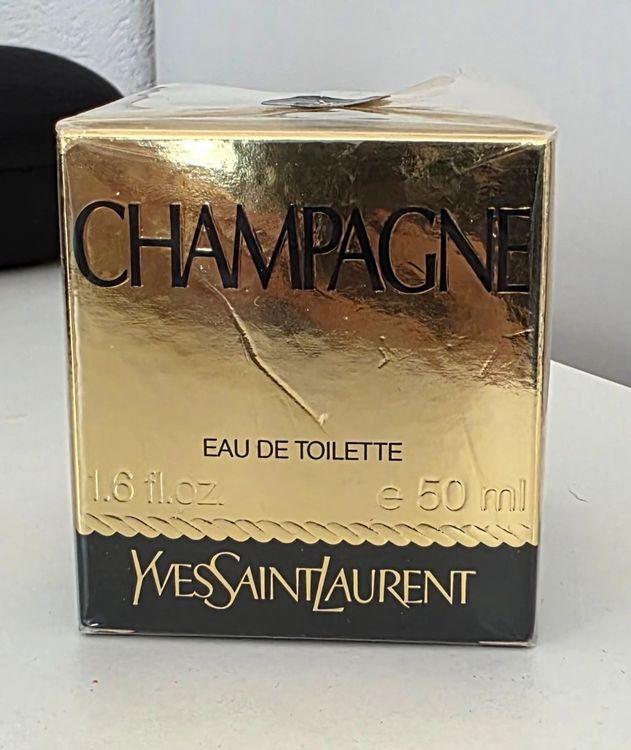 CHAMPAGNE
EAU DE TOILETTE
1.6 fl.oz. e 50 ml
YVESSAINTLAURENT